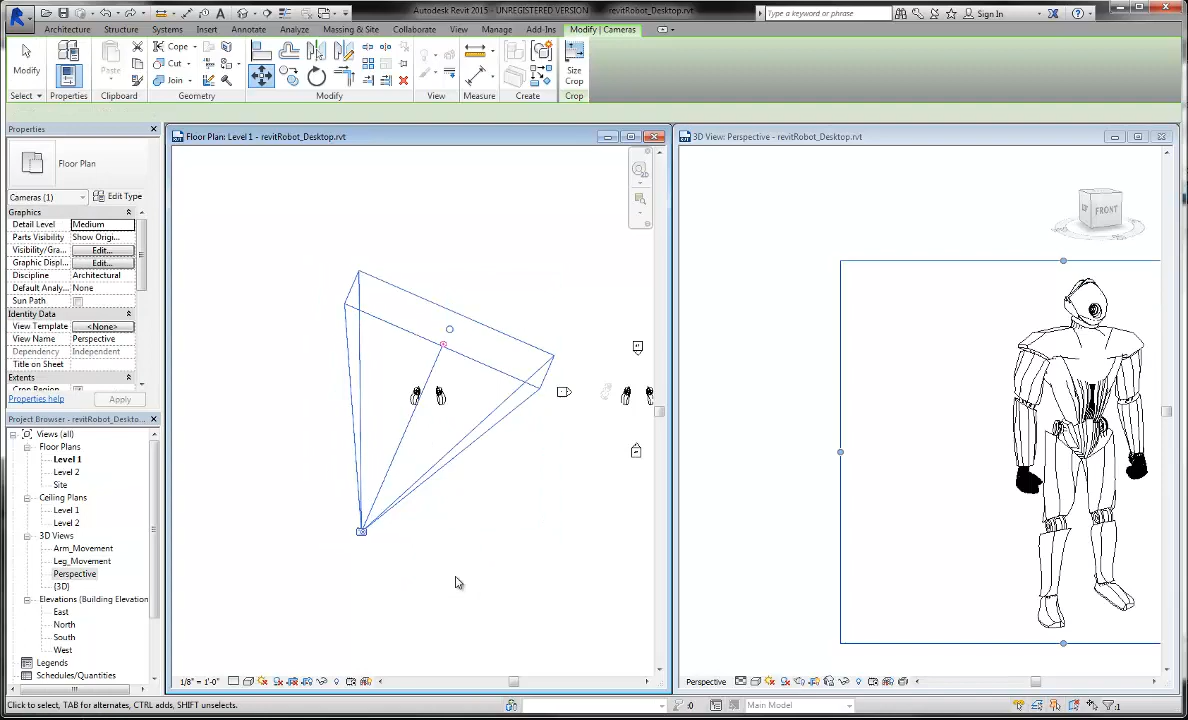 Autodesk Revit 2015 - UNREGISTERED VERSION - revitRobot_Desktop.rvt
Type a keyword or phrase
Sign In
Architecture Structure Systems Insert Annotate Analyze Massing & Site Collaborate View Manage Add-Ins Modify | Cameras
Modify
Properties
Paste
Cope
Cut
Join
Size
Crop
Select Properties Clipboard Geometry Modify View Measure Create Crop
Properties
Floor Plan
Cameras (1)
Edit Type
Graphics
Detail Level Medium
Parts Visibility Show Origi...
Visibility/Gra... Edit...
Graphic Displ... Edit...
Discipline Architectural
Default Analy... None
Sun Path
Identity Data
View Template <None>
View Name Perspective
Dependency Independent
Title on Sheet
Extents
Crop Region
Properties help
Apply
Project Browser - revitRobot_Deskto...
Views (all)
Floor Plans
Level 1
Level 2
Site
Ceiling Plans
Level 1
Level 2
3D Views
Arm_Movement
Leg_Movement
Perspective
{3D}
Elevations (Building Elevation
East
North
South
West
Legends
Schedules/Quantities
Floor Plan: Level 1 - revitRobot_Desktop.rvt
1/8" = 1'-0"
3D View: Perspective - revitRobot_Desktop.rvt
FRONT
Perspective
Click to select, TAB for alternates, CTRL adds, SHIFT unselects.
:0
Main Model
:1